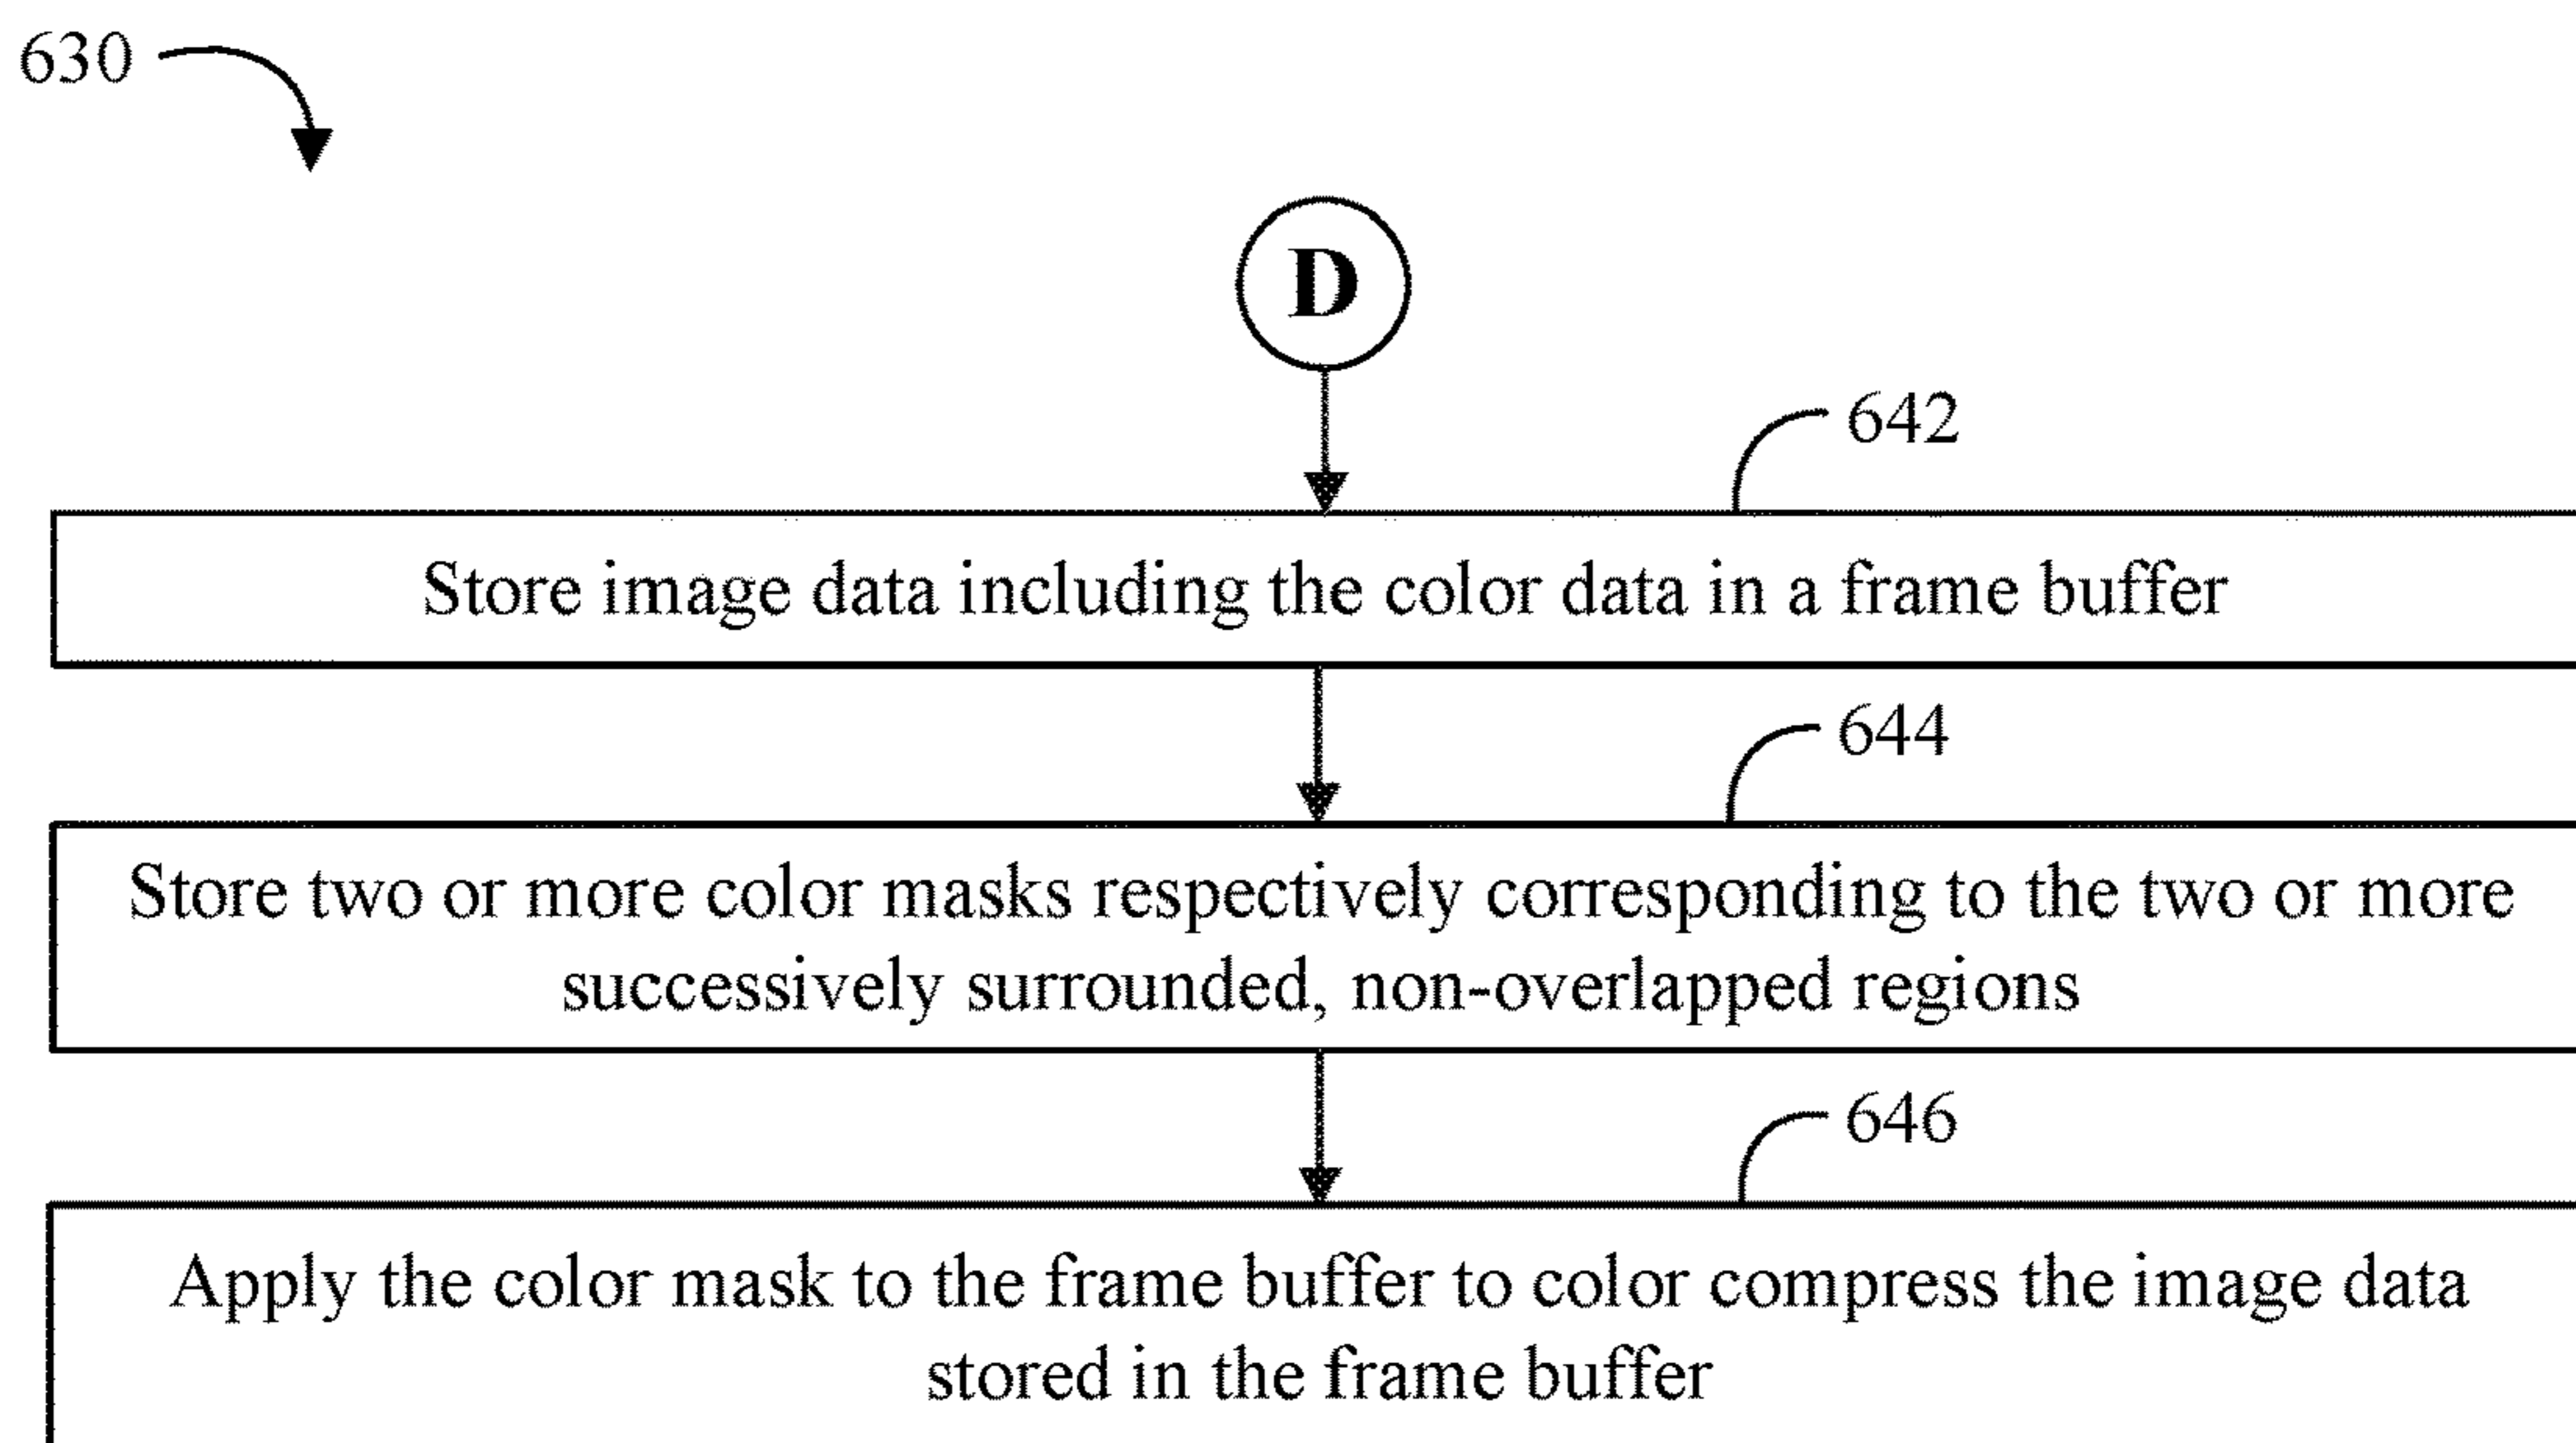 630
D
642
Store image data including the color data in a frame buffer
644
Store two or more color masks respectively corresponding to the two or more
successively surrounded, non-overlapped regions
646
Apply the color mask to the frame buffer to color compress the image data
stored in the frame buffer